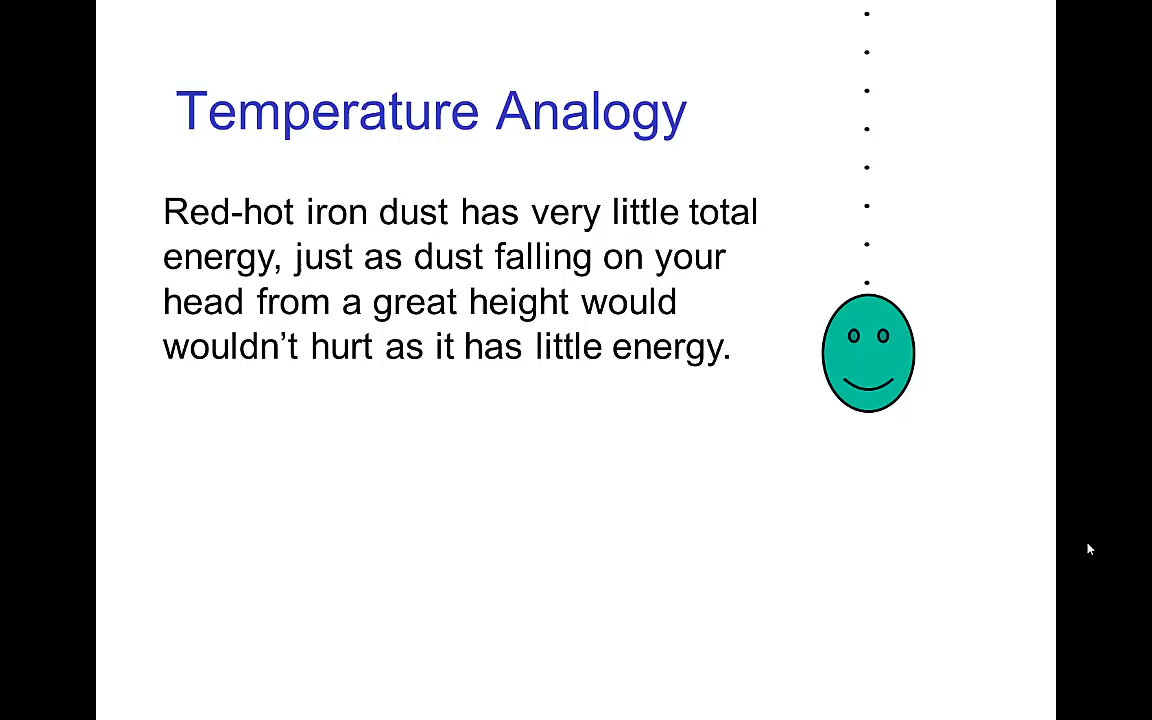 Temperature Analogy
Red-hot iron dust has very little total
energy, just as dust falling on your
head from a great height would
wouldn’t hurt as it has little energy.